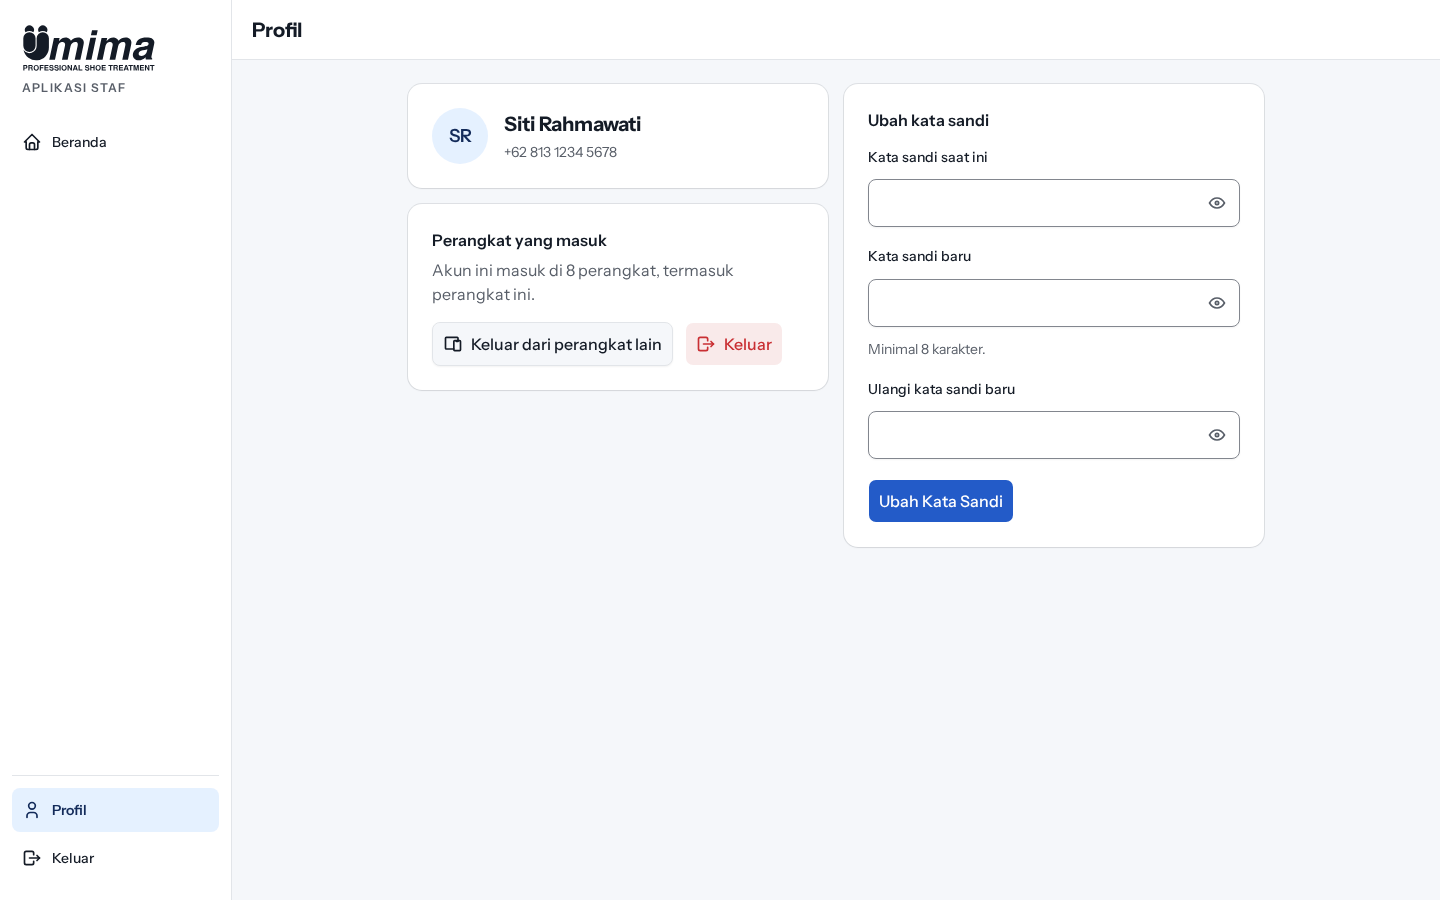 Ümima
PROFESSIONAL SHOE TREATMENT
APLIKASI STAF
Beranda
Profil
Keluar
Profil
SR
Siti Rahmawati
+62 813 1234 5678
Perangkat yang masuk
Akun ini masuk di 8 perangkat, termasuk
perangkat ini.
Keluar dari perangkat lain
Keluar
Ubah kata sandi
Kata sandi saat ini
Kata sandi baru
Minimal 8 karakter.
Ulangi kata sandi baru
Ubah Kata Sandi